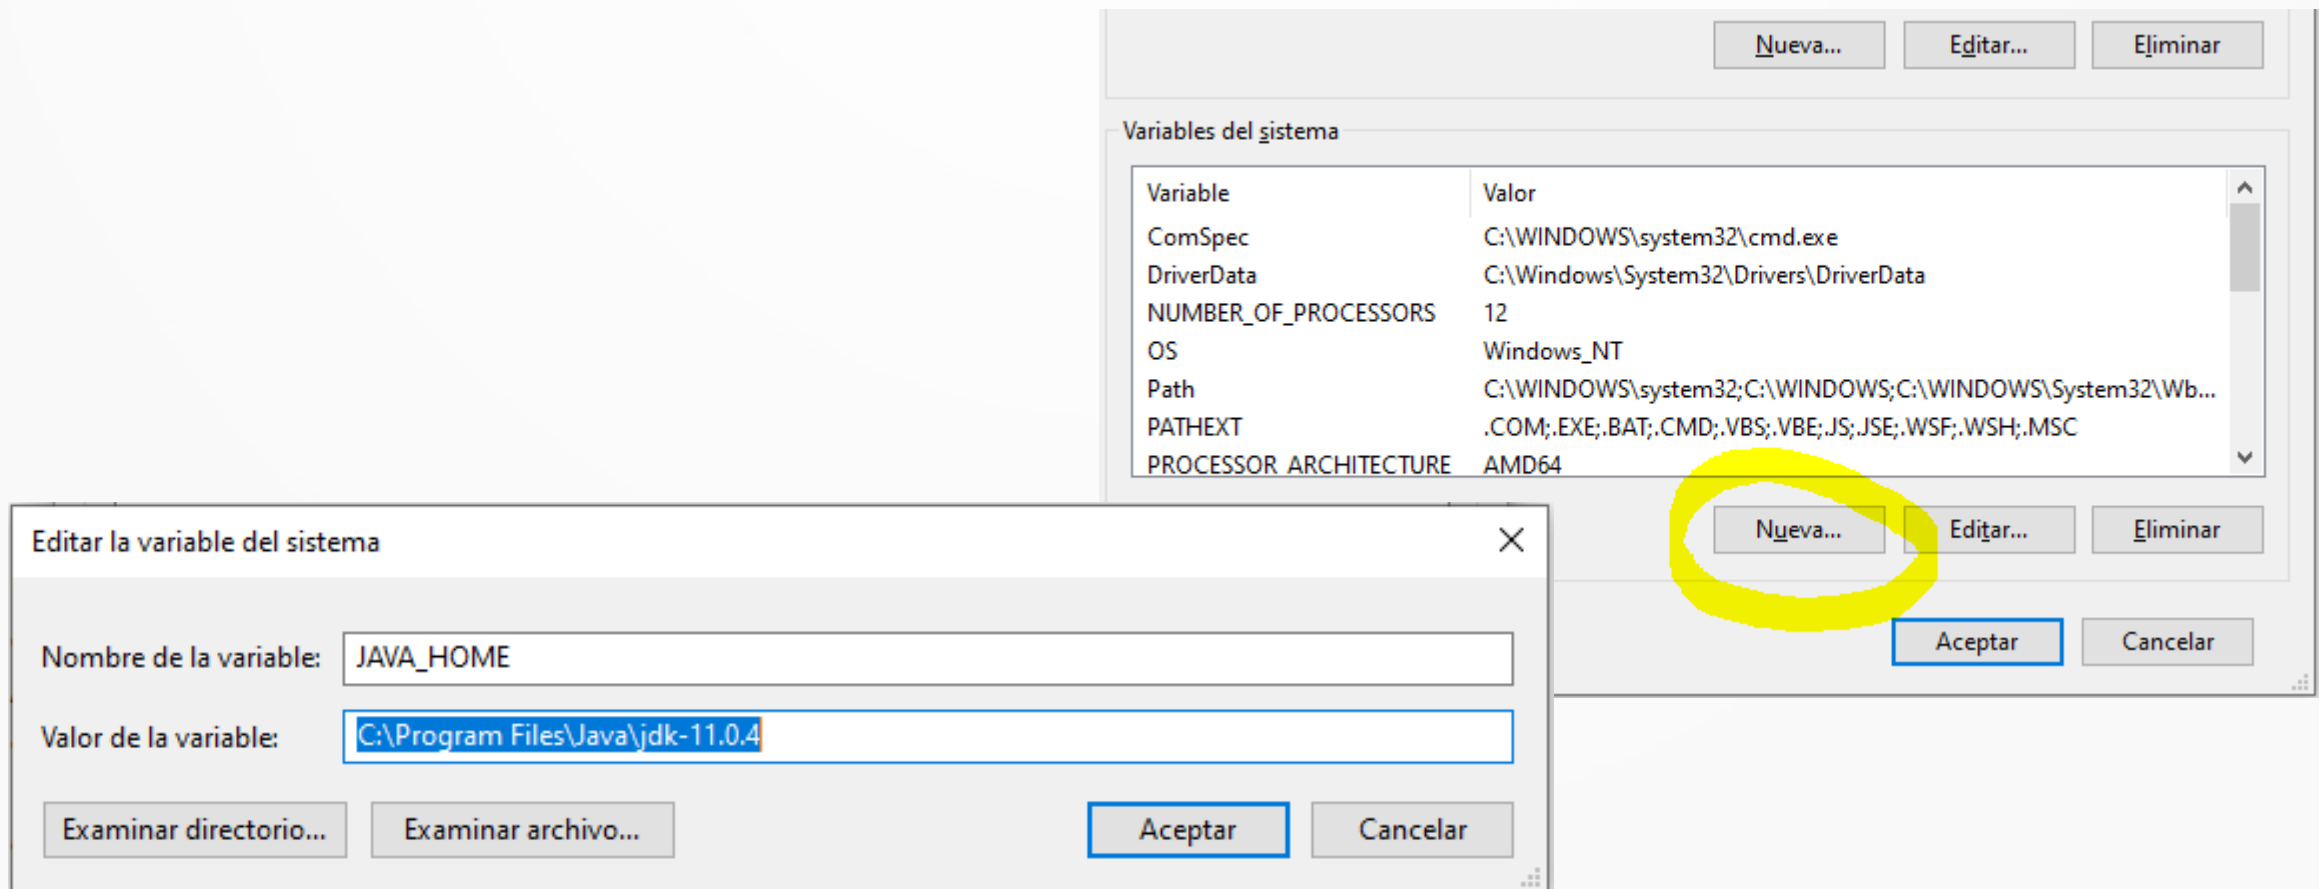 Nueva... Editar... Eliminar
Variables del sistema
Variable Valor
ComSpec C:\WINDOWS\system32\cmd.exe
DriverData C:\Windows\System32\Drivers\DriverData
NUMBER_OF_PROCESSORS 12
OS Windows_NT
Path C:\WINDOWS\system32;C:\WINDOWS;C:\WINDOWS\System32\Wb...
PATHEXT .COM;.EXE;.BAT;.CMD;.VBS;.VBE;.JS;.JSE;.WSF;.WSH;.MSC
PROCESSOR_ARCHITECTURE AMD64
Nueva... Editar... Eliminar
Aceptar Cancelar
Editar la variable del sistema
Nombre de la variable: JAVA_HOME
Valor de la variable: C:\Program Files\Java\jdk-11.0.4
Examinar directorio... Examinar archivo... Aceptar Cancelar